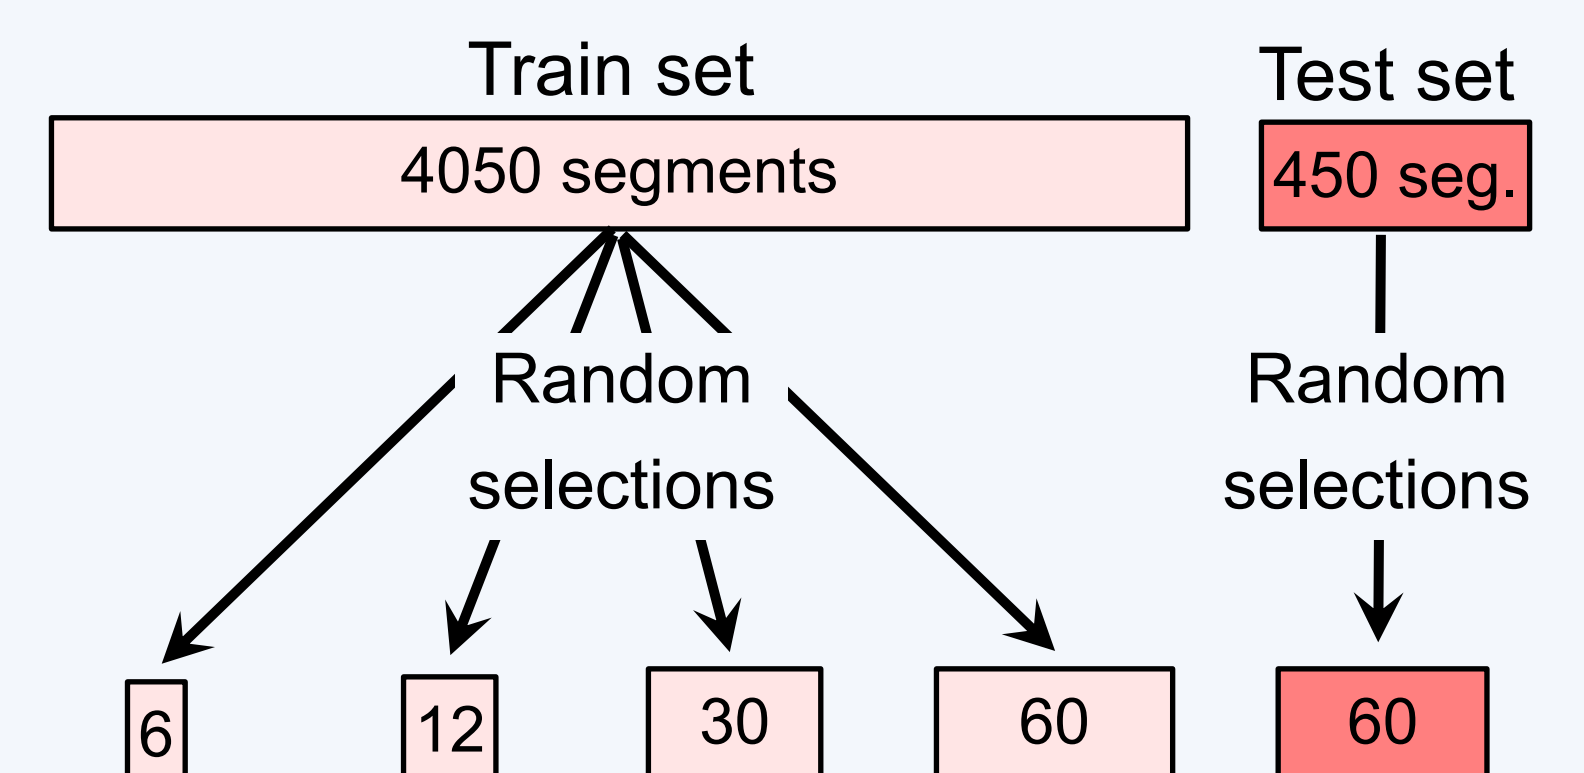 Train set
Test set
4050 segments
450 seg.
Random
selections
Random
selections
6
12
30
60
60